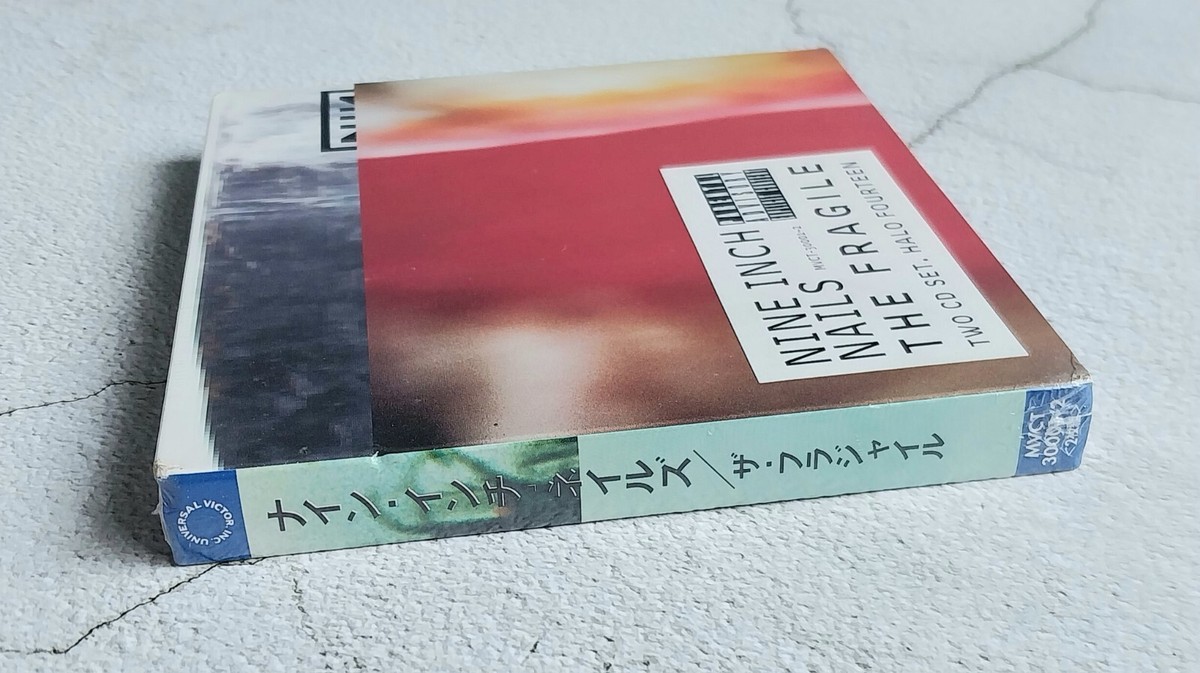 NINE INCH
NAILS
THE FRAGILE
TWO CD SET, HALO FOURTEEN
ナイン・インチ・ネイルズ／ザ・フラジャイル
UNIVERSAL VICTOR, INC.
MVCT